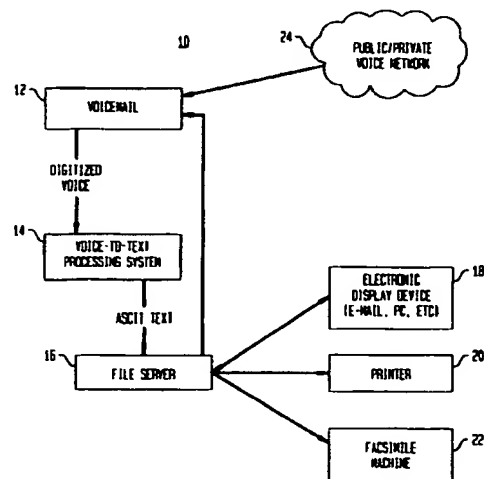 10
24
PUBLIC/PRIVATE
VOICE NETWORK
12
VOICEMAIL
DIGITIZED
VOICE
14
VOICE-TO-TEXT
PROCESSING SYSTEM
ASCII TEXT
16
FILE SERVER
ELECTRONIC
DISPLAY DEVICE
(E-MAIL, PC, ETC)
18
PRINTER
20
FACSIMILE
MACHINE
22